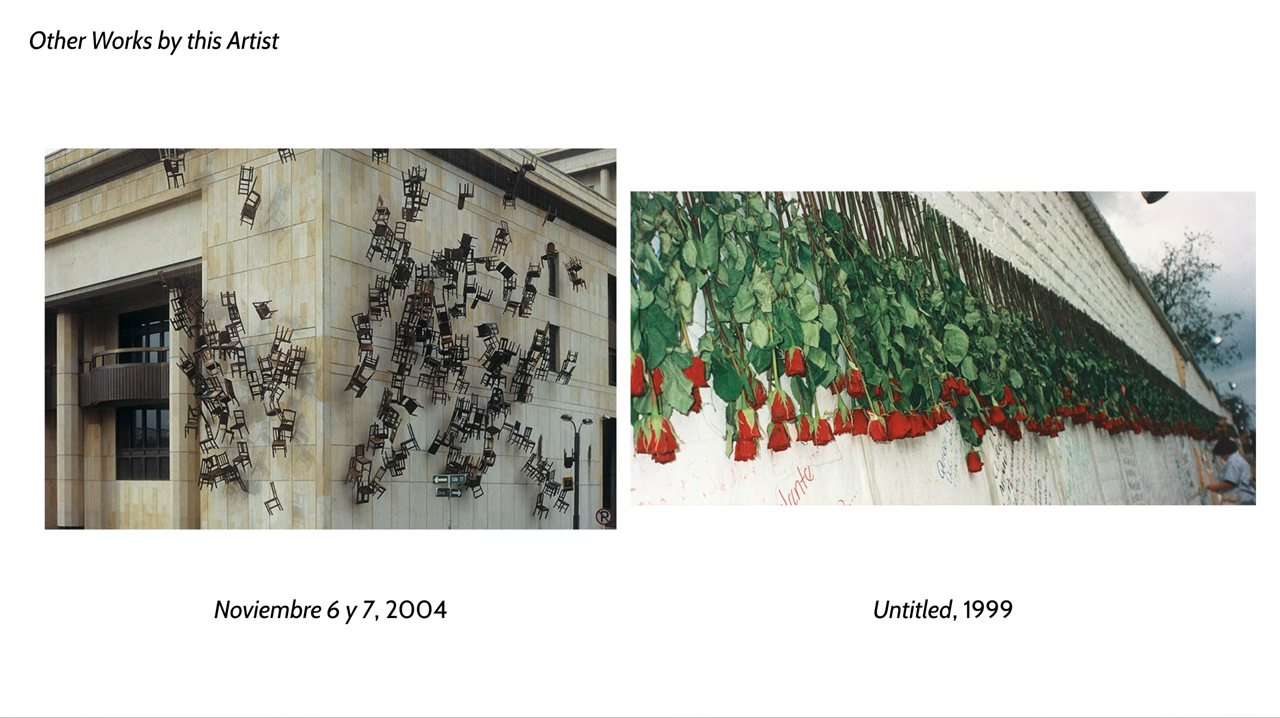 Other Works by this Artist
Noviembre 6 y 7, 2004
Untitled, 1999